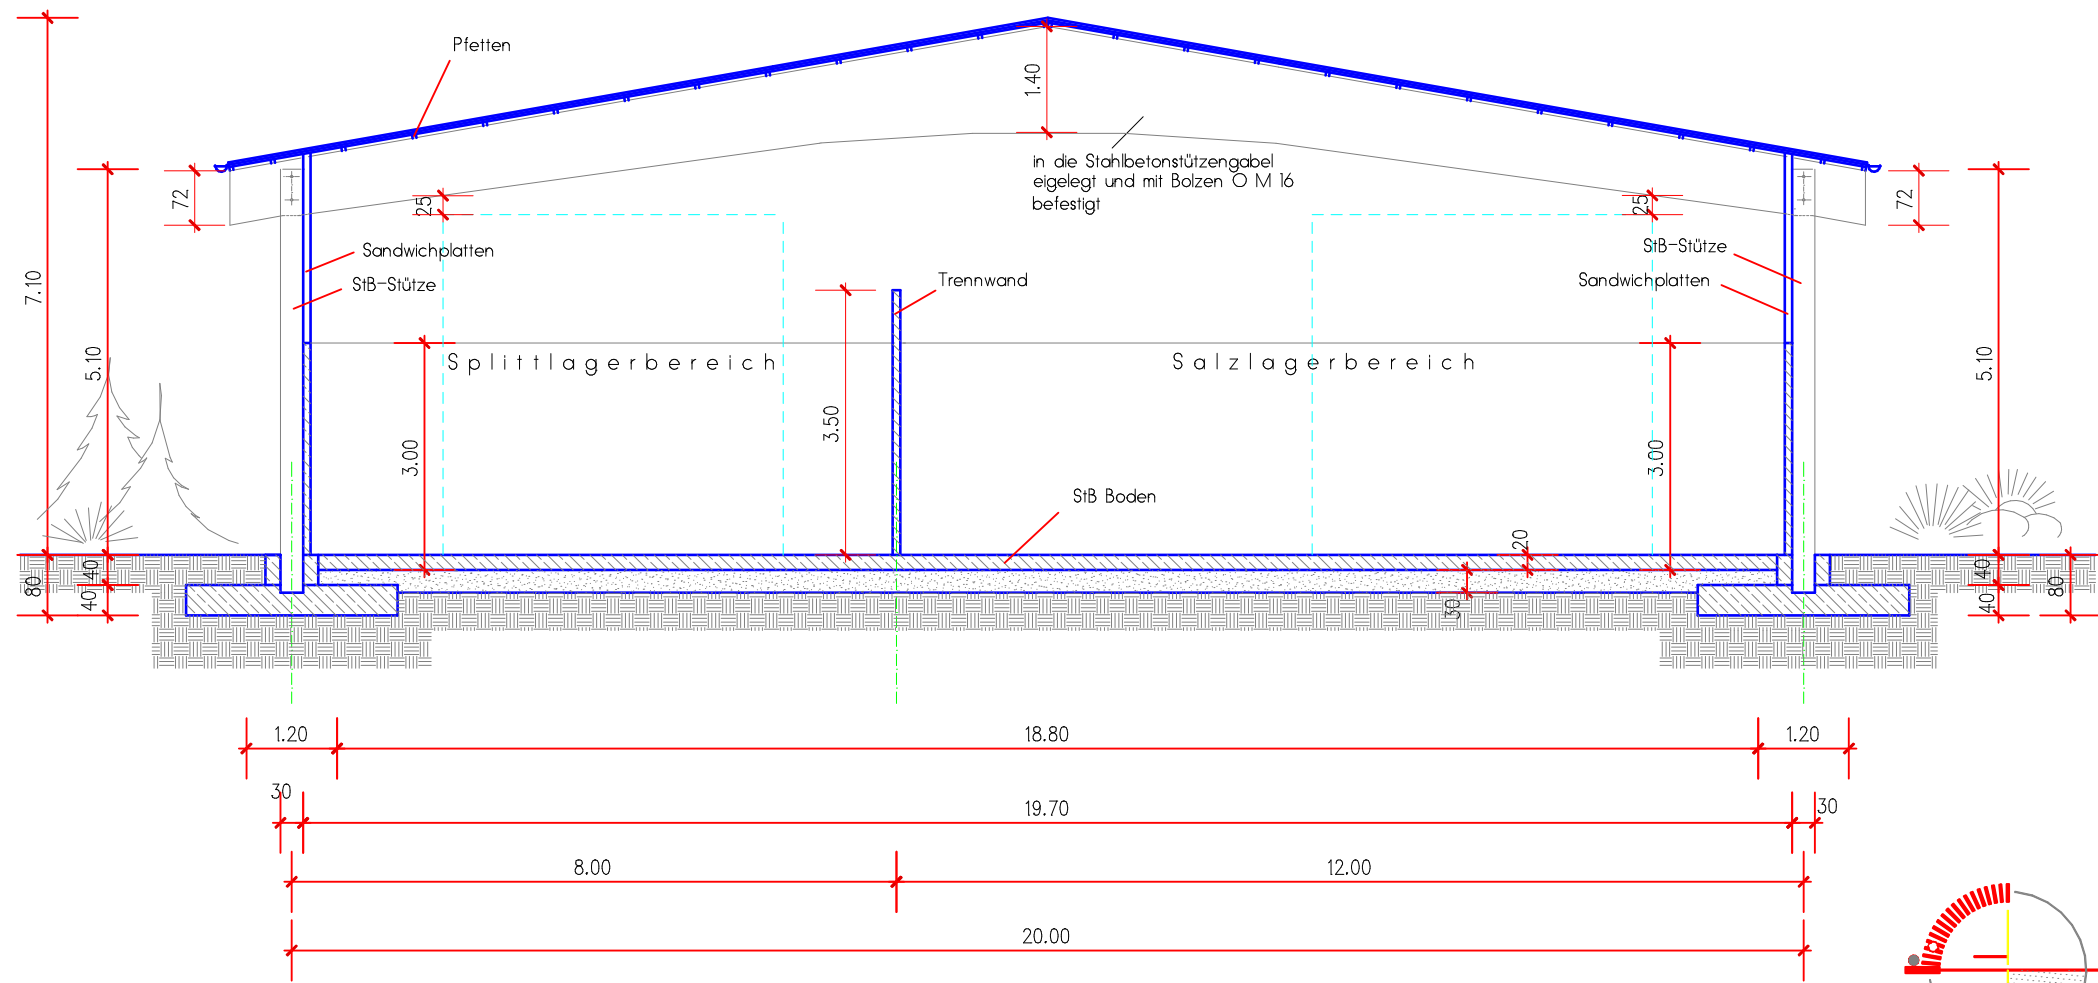 Pfetten
1.40
in die Stahlbetonstützengabel
eigelegt und mit Bolzen O M 16
befestigt
72
25
25
72
Sandwichplatten
StB-Stütze
StB-Stütze
Sandwichplatten
Trennwand
7.10
5.10
5.10
Splittlagerbereich
Salzlagerbereich
3.00
3.50
3.00
StB Boden
20
30
80
40
40
40
40
80
1.20
18.80
1.20
30
19.70
30
8.00
12.00
20.00